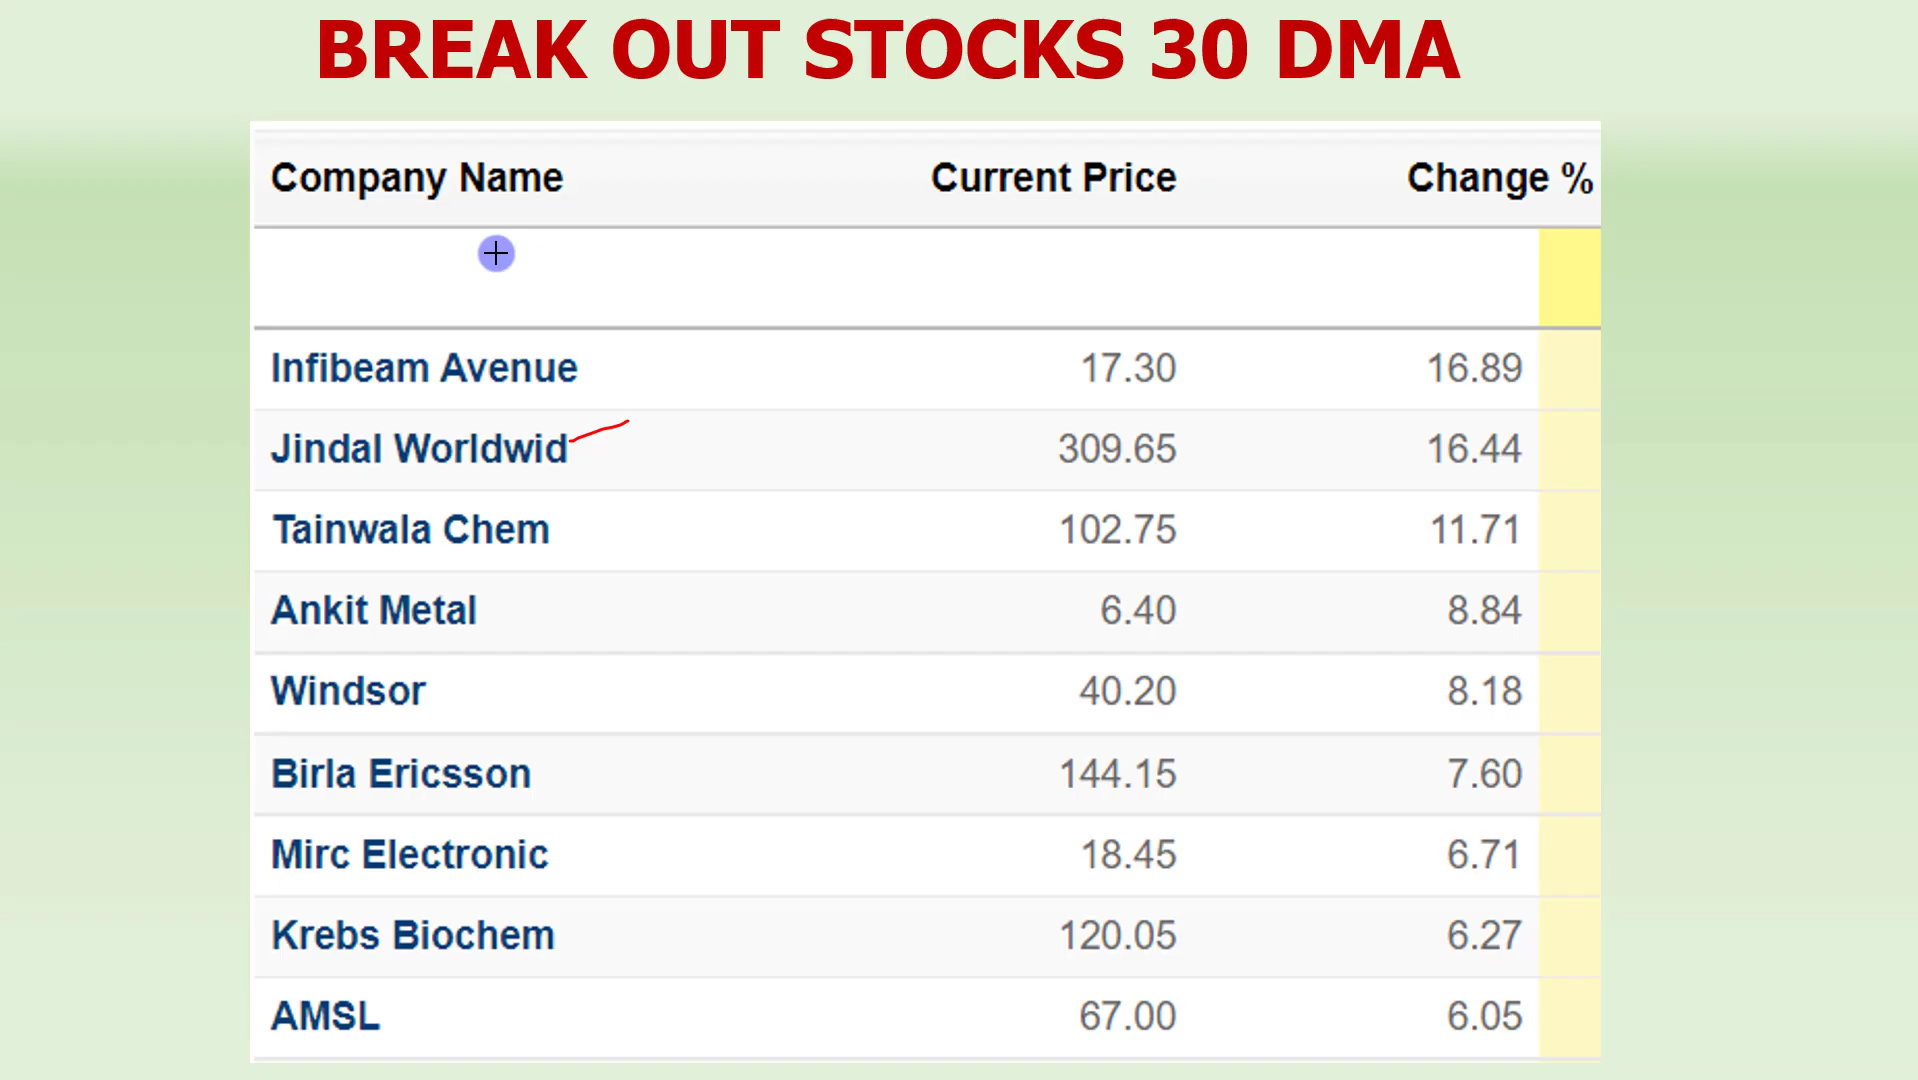 BREAK OUT STOCKS 30 DMA
Company Name Current Price Change %
Infibeam Avenue 17.30 16.89
Jindal Worldwid 309.65 16.44
Tainwala Chem 102.75 11.71
Ankit Metal 6.40 8.84
Windsor 40.20 8.18
Birla Ericsson 144.15 7.60
Mirc Electronic 18.45 6.71
Krebs Biochem 120.05 6.27
AMSL 67.00 6.05